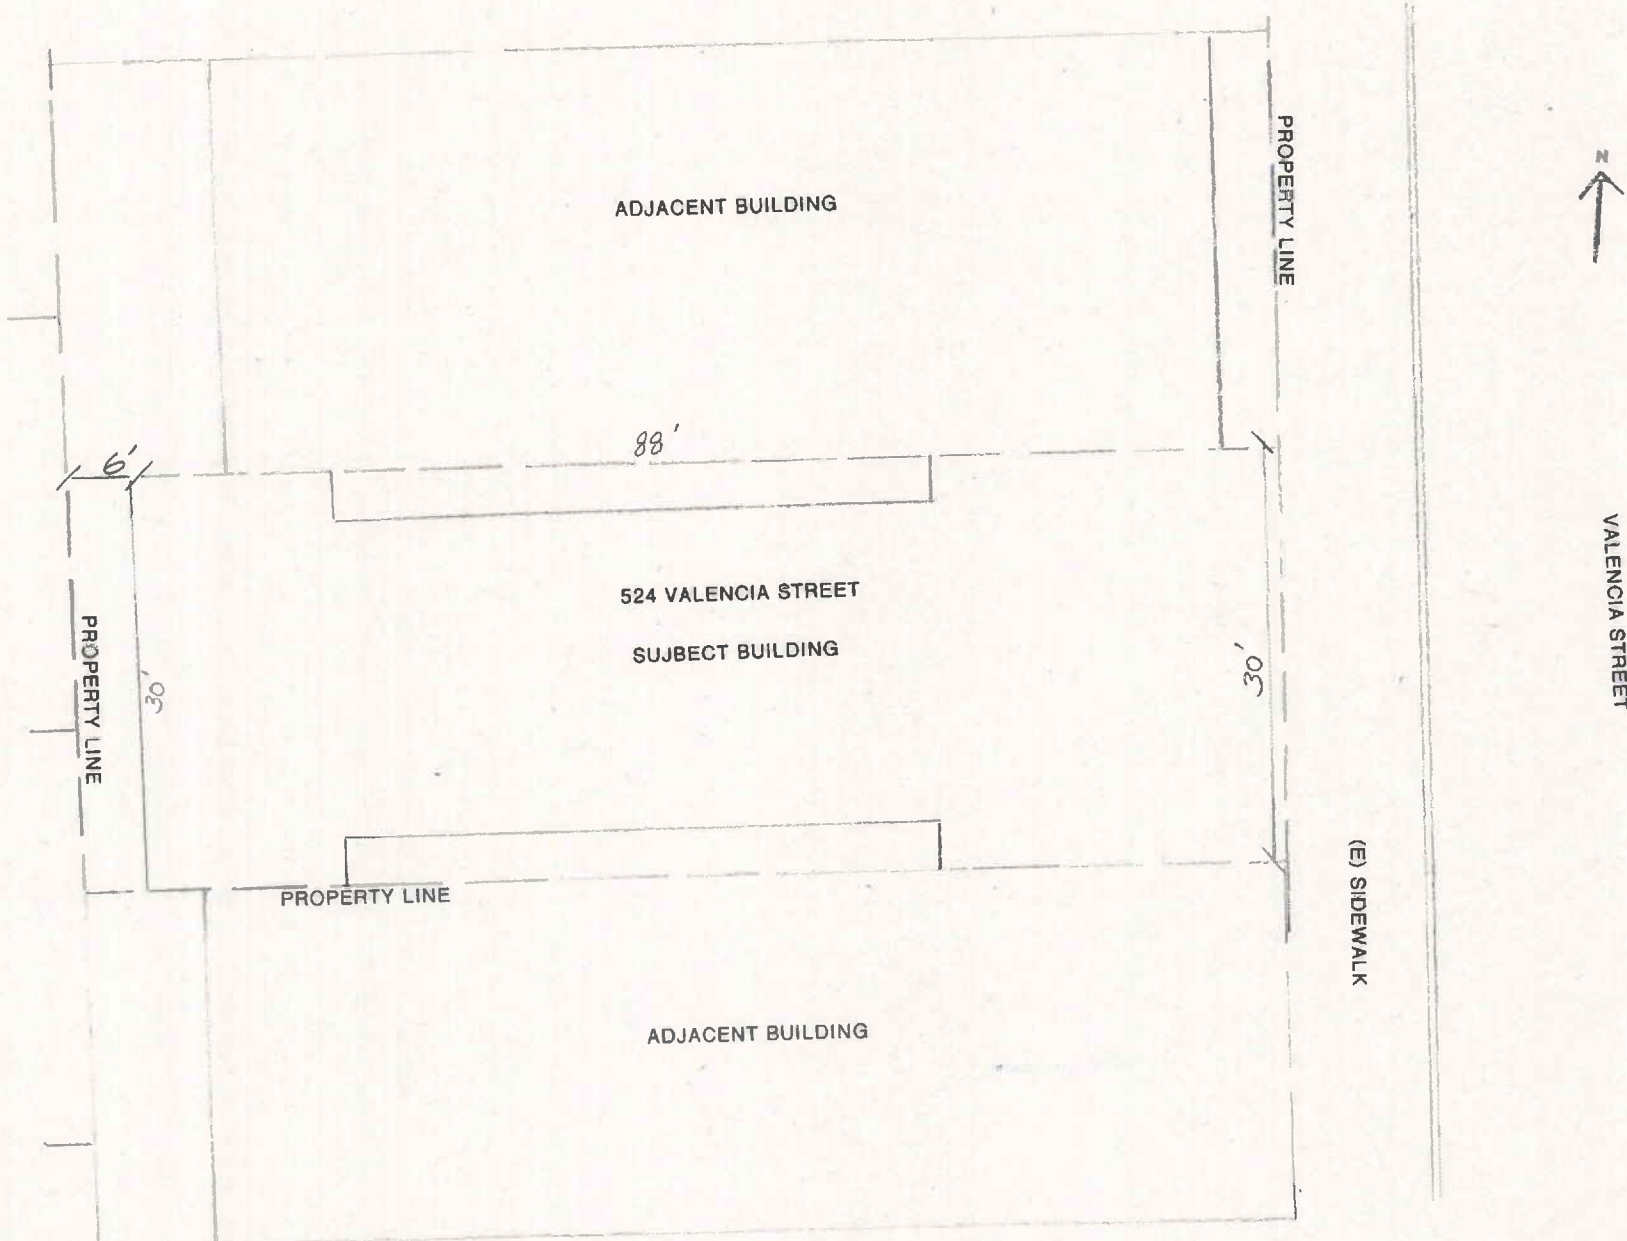 N
ADJACENT BUILDING
PROPERTY LINE
88'
6'
524 VALENCIA STREET
SUJBECT BUILDING
VALENCIA STREET
PROPERTY LINE
30'
30'
PROPERTY LINE
(E) SIDEWALK
ADJACENT BUILDING